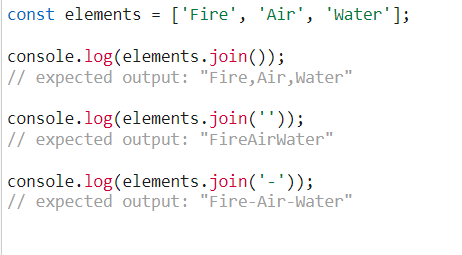 const elements = ['Fire', 'Air', 'Water'];
console.log(elements.join());
// expected output: "Fire,Air,Water"
console.log(elements.join(''));
// expected output: "FireAirWater"
console.log(elements.join('-'));
// expected output: "Fire-Air-Water"